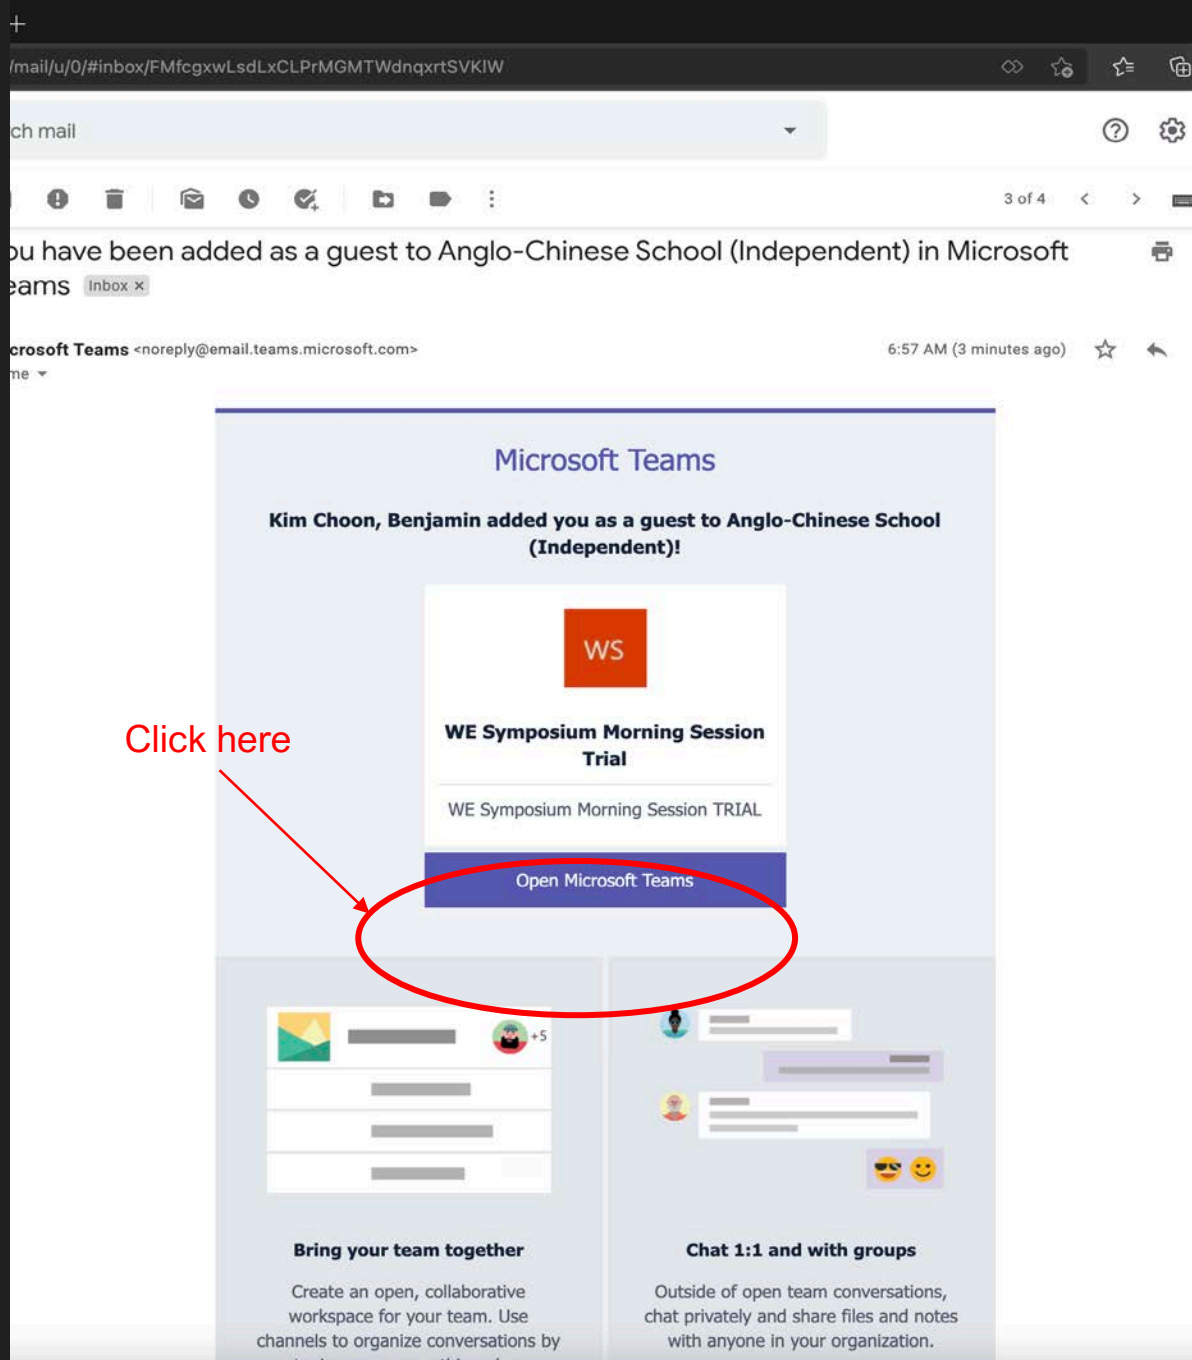 /mail/u/0/#inbox/FMfcgxwLsdLxCLPrMGMTWdnqxrtSVKIW
ch mail
3 of 4
ou have been added as a guest to Anglo-Chinese School (Independent) in Microsoft
eams Inbox x
crosoft Teams <noreply@email.teams.microsoft.com>
6:57 AM (3 minutes ago)
me
Microsoft Teams
Kim Choon, Benjamin added you as a guest to Anglo-Chinese School
(Independent)!
WS
Click here
WE Symposium Morning Session
Trial
WE Symposium Morning Session TRIAL
Open Microsoft Teams
+5
Bring your team together
Create an open, collaborative
workspace for your team. Use
channels to organize conversations by
Chat 1:1 and with groups
Outside of open team conversations,
chat privately and share files and notes
with anyone in your organization.